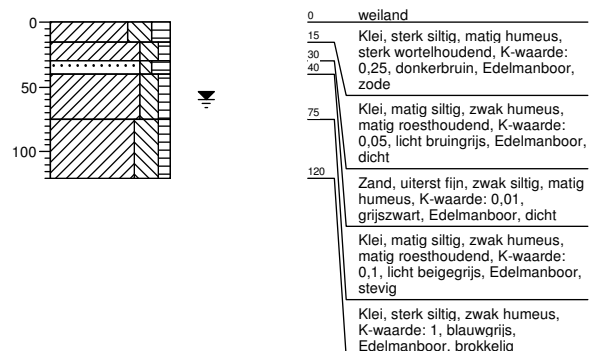 0
50
100
0 weiland
15
Klei, sterk siltig, matig humeus,
sterk wortelhoudend, K-waarde:
0,25, donkerbruin, Edelmanboor,
zode
30
40
Klei, matig siltig, zwak humeus,
matig roesthoudend, K-waarde:
0,05, licht bruingrijs, Edelmanboor,
dicht
75
Zand, uiterst fijn, zwak siltig, matig
humeus, K-waarde: 0,01,
grijszwart, Edelmanboor, dicht
120
Klei, matig siltig, zwak humeus,
matig roesthoudend, K-waarde:
0,1, licht beigegrijs, Edelmanboor,
stevig
Klei, sterk siltig, zwak humeus,
K-waarde: 1, blauwgrijs,
Edelmanboor, brokkelig